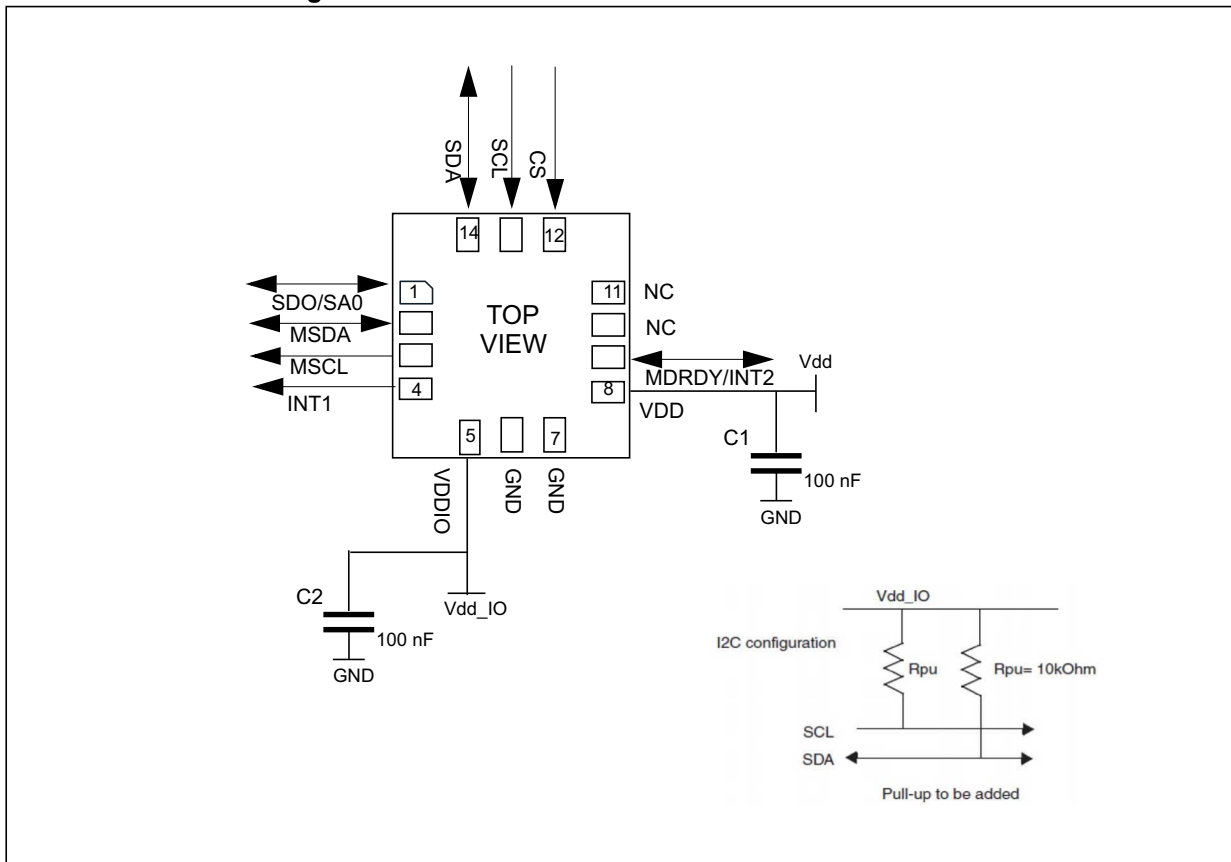 g
SDA
SCL
CS
14
12
1
11
NC
SDO/SA0
TOP
VIEW
NC
MSDA
MSCL
MDRDY/INT2
Vdd
4
8
INT1
VDD
5
7
C1
100 nF
GND
VDDIO
GND
GND
C2
100 nF
GND
Vdd_IO
Vdd_IO
I2C configuration
Rpu
Rpu= 10kOhm
SCL
SDA
Pull-up to be added